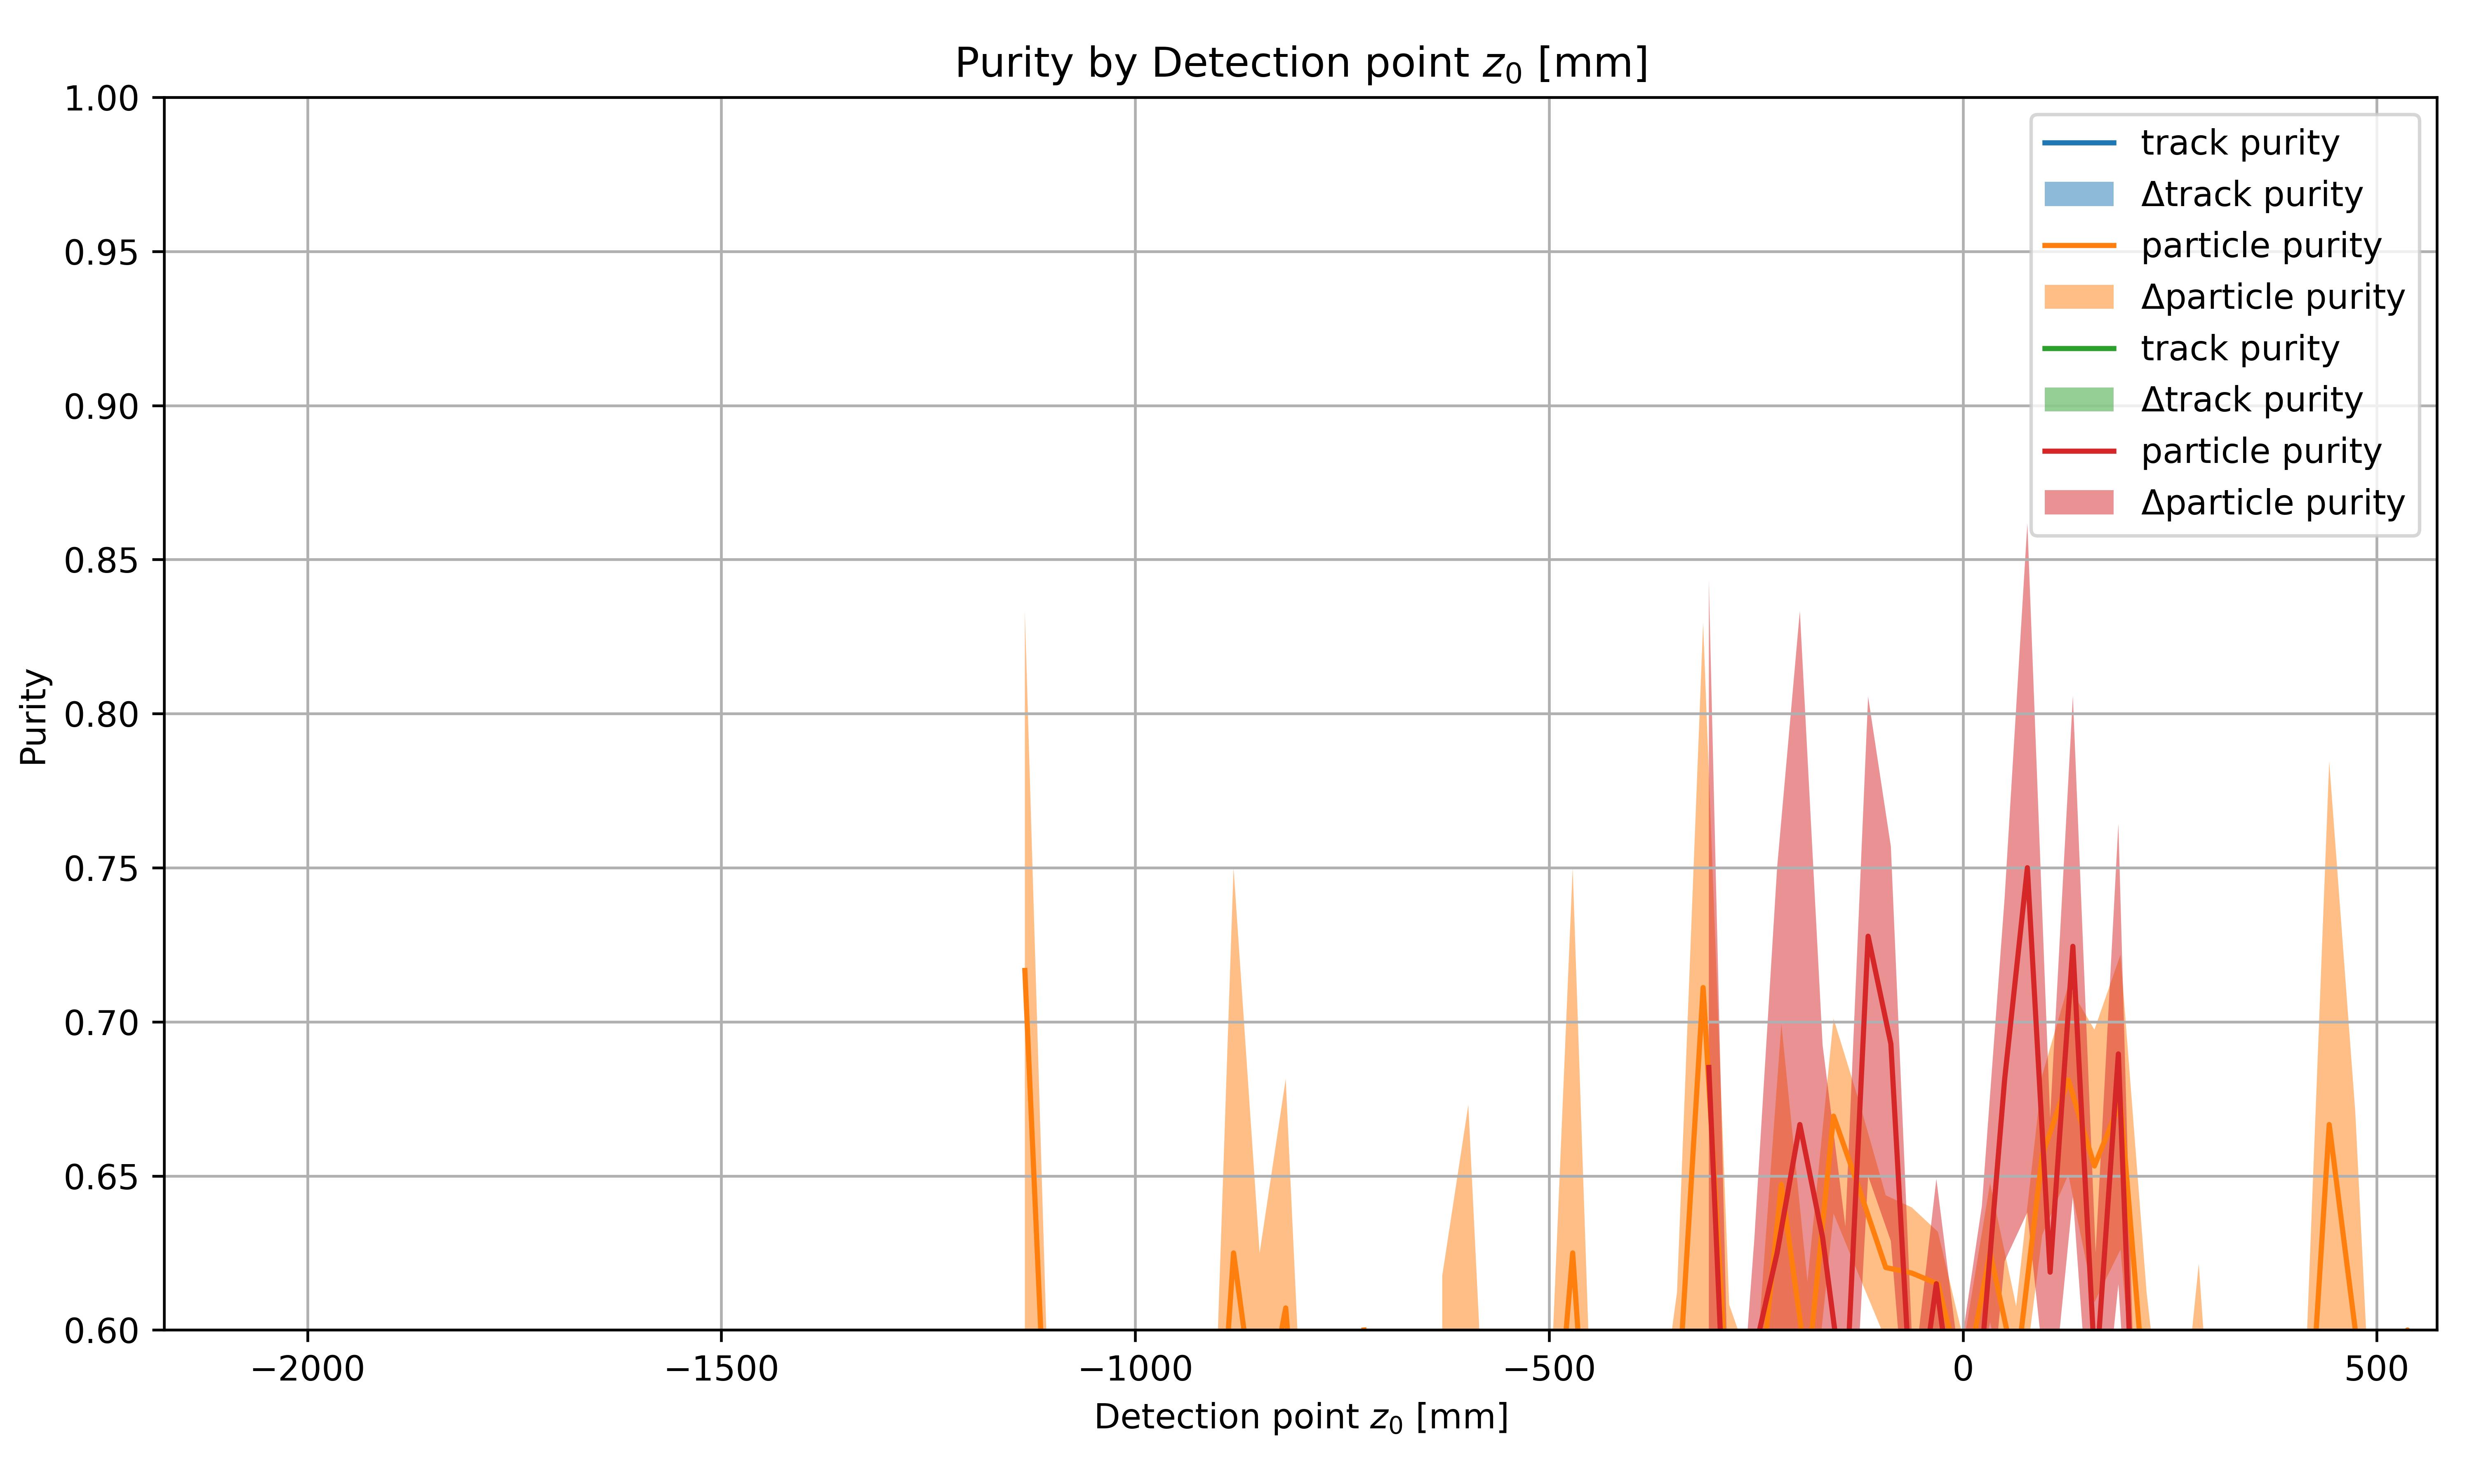 Purity by Detection point z₀ [mm]
1.00
0.95
0.90
0.85
0.80
0.75
0.70
0.65
0.60
Purity
track purity
Δtrack purity
particle purity
Δparticle purity
track purity
Δtrack purity
particle purity
Δparticle purity
−2000 −1500 −1000 −500 0 500
Detection point z₀ [mm]